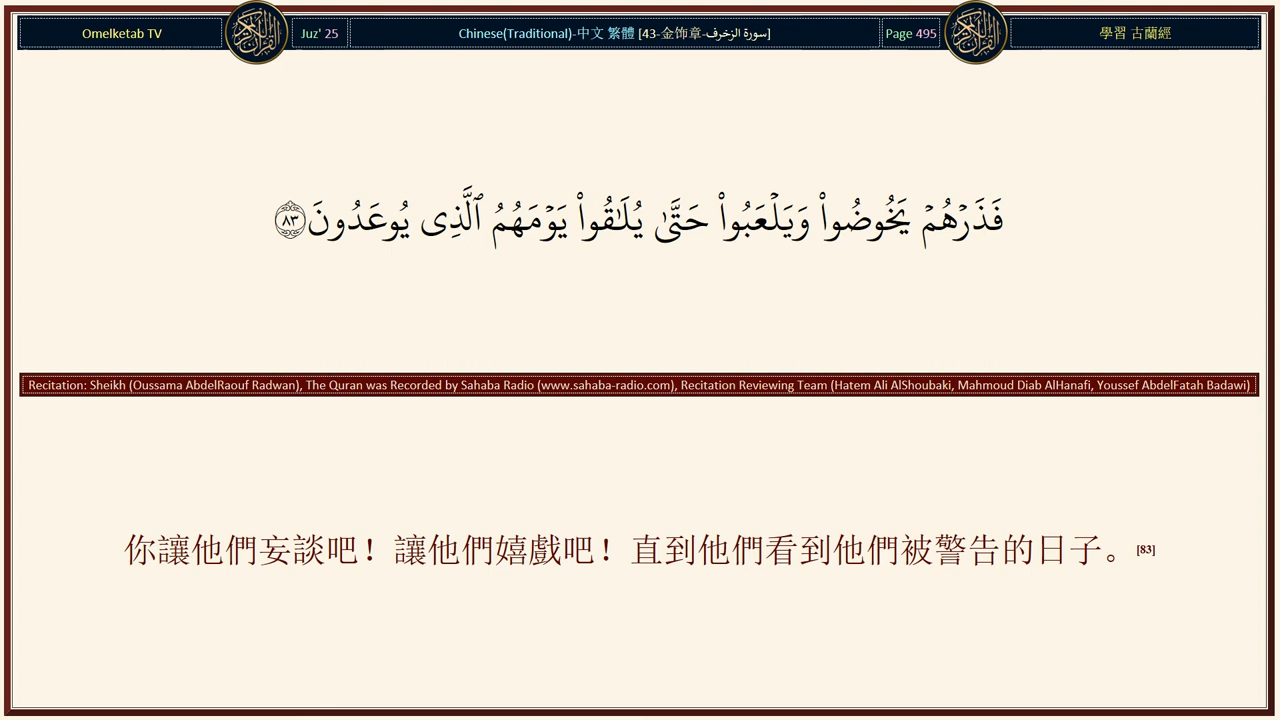 Omelketab TV
Juz' 25
Chinese(Traditional)-中文 繁體 [43-金饰章-سورة الزخرف]
Page 495
學習 古蘭經
فَذَرۡهُمۡ يَخُوضُواْ وَيَلۡعَبُواْ حَتَّىٰ يُلَٰقُواْ يَوۡمَهُمُ ٱلَّذِى يُوعَدُونَ ٨٣
Recitation: Sheikh (Oussama AbdelRaouf Radwan), The Quran was Recorded by Sahaba Radio (www.sahaba-radio.com), Recitation Reviewing Team (Hatem Ali AlShoubaki, Mahmoud Diab AlHanafi, Youssef AbdelFatah Badawi)
你讓他們妄談吧！讓他們嬉戲吧！直到他們看到他們被警告的日子。[83]